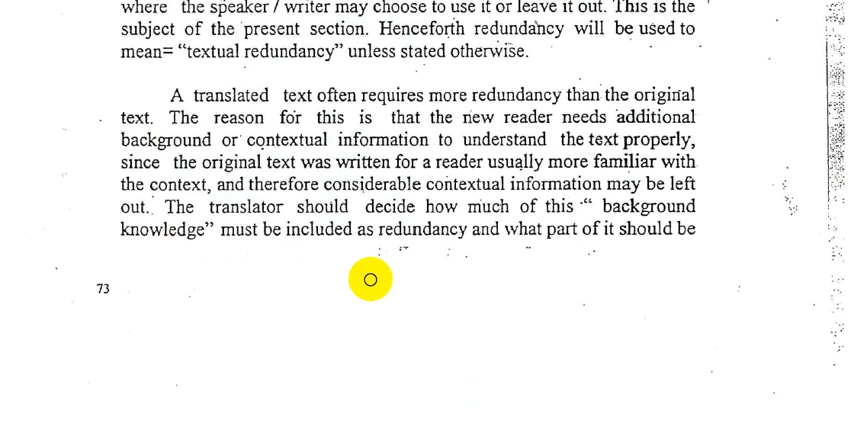 where the speaker / writer may choose to use it or leave it out. This is the
subject of the present section. Henceforth redundancy will be used to
mean= “textual redundancy” unless stated otherwise.
A translated text often requires more redundancy than the original
text. The reason for this is that the new reader needs additional
background or contextual information to understand the text properly,
since the original text was written for a reader usually more familiar with
the context, and therefore considerable contextual information may be left
out. The translator should decide how much of this “ background
knowledge” must be included as redundancy and what part of it should be
73